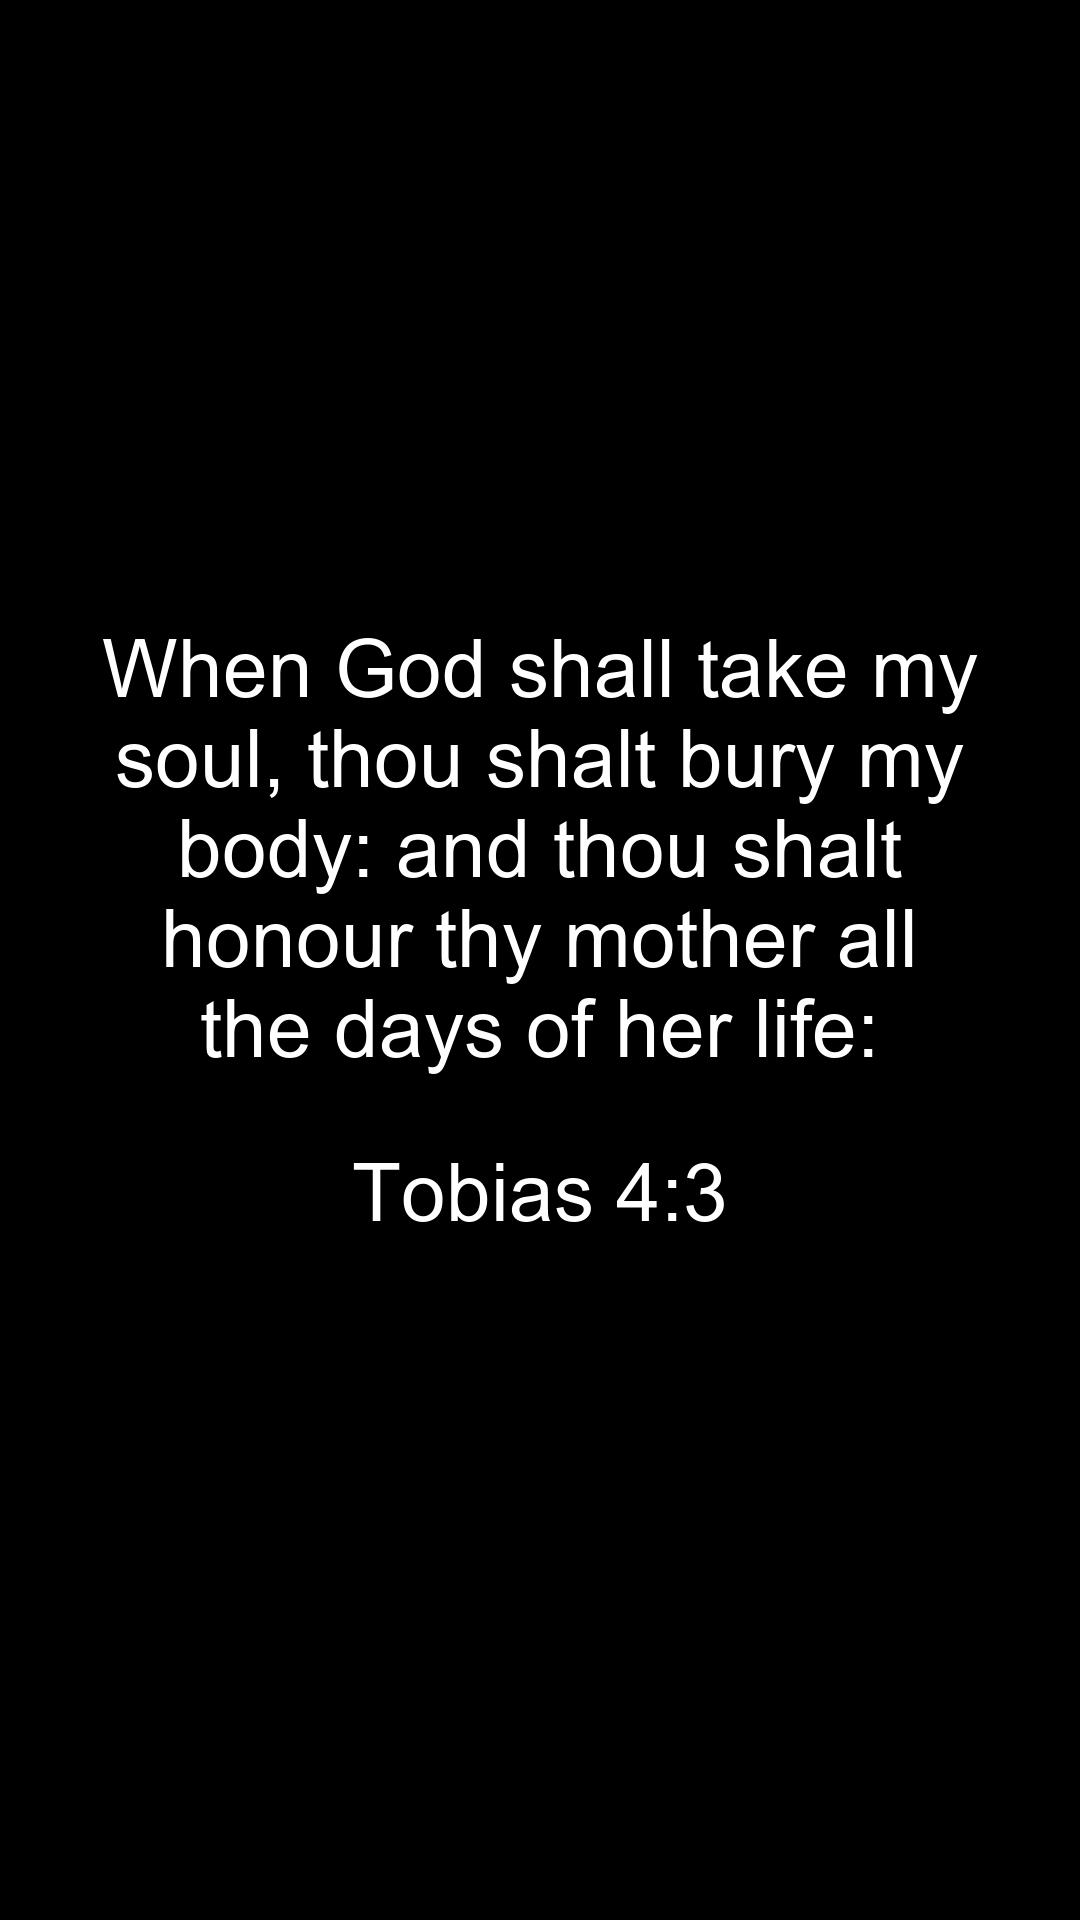 When God shall take my
soul, thou shalt bury my
body: and thou shalt
honour thy mother all
the days of her life:
Tobias 4:3